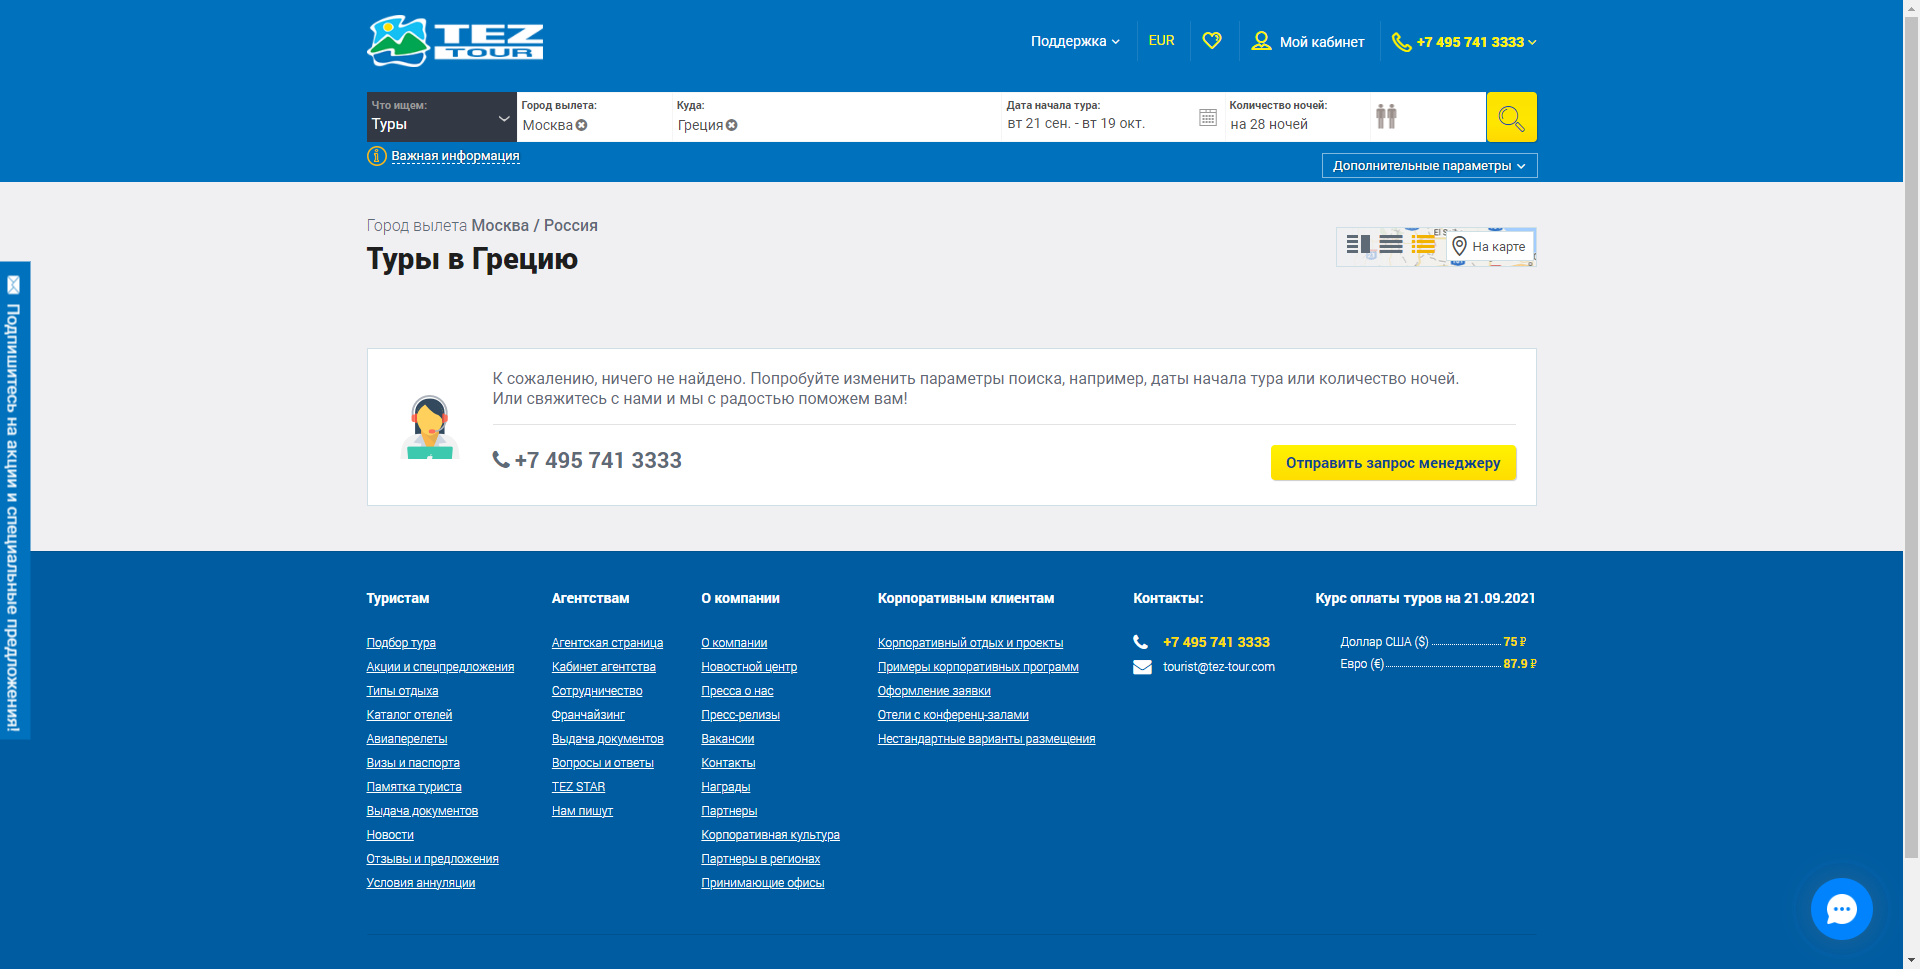 TEZ TOUR
Поддержка
EUR
Мой кабинет
+7 495 741 3333
Что ищем:
Туры
Город вылета:
Москва
Куда:
Греция
Дата начала тура:
вт 21 сен. - вт 19 окт.
Количество ночей:
на 28 ночей
Важная информация
Дополнительные параметры
Город вылета Москва / Россия
Туры в Грецию
На карте
Подпишитесь на акции и специальные предложения!
К сожалению, ничего не найдено. Попробуйте изменить параметры поиска, например, даты начала тура или количество ночей.
Или свяжитесь с нами и мы с радостью поможем вам!
+7 495 741 3333
Отправить запрос менеджеру
Туристам
Подбор тура
Акции и спецпредложения
Типы отдыха
Каталог отелей
Авиаперелеты
Визы и паспорта
Памятка туриста
Выдача документов
Новости
Отзывы и предложения
Условия аннуляции
Агентствам
Агентская страница
Кабинет агентства
Сотрудничество
Франчайзинг
Выдача документов
Вопросы и ответы
TEZ STAR
Нам пишут
О компании
О компании
Новостной центр
Пресса о нас
Пресс-релизы
Вакансии
Контакты
Награды
Партнеры
Корпоративная культура
Партнеры в регионах
Принимающие офисы
Корпоративным клиентам
Корпоративный отдых и проекты
Примеры корпоративных программ
Оформление заявки
Отели с конференц-залами
Нестандартные варианты размещения
Контакты:
+7 495 741 3333
tourist@tez-tour.com
Курс оплаты туров на 21.09.2021
Доллар США ($) 75 ₽
Евро (€) 87.9 ₽